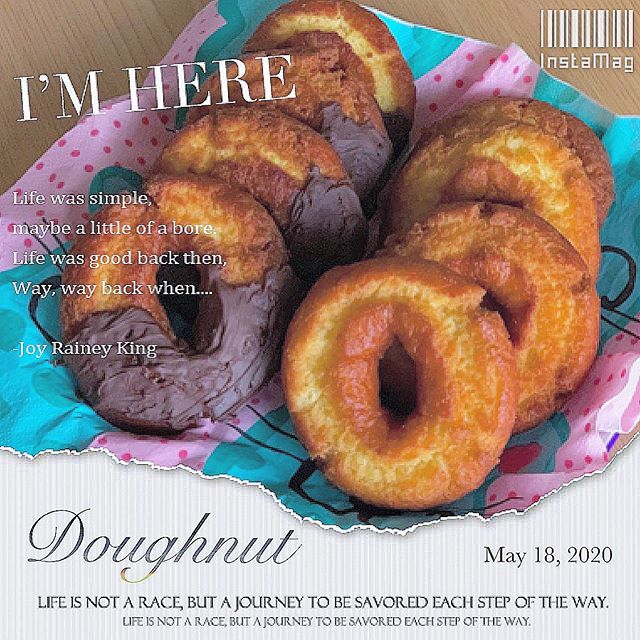 InstaMag
I'M HERE
Life was simple,
maybe a little of a bore,
Life was good back then,
Way, way back when....
-Joy Rainey King
Doughnut
May 18, 2020
LIFE IS NOT A RACE, BUT A JOURNEY TO BE SAVORED EACH STEP OF THE WAY.
LIFE IS NOT A RACE, BUT A JOURNEY TO BE SAVORED EACH STEP OF THE WAY.